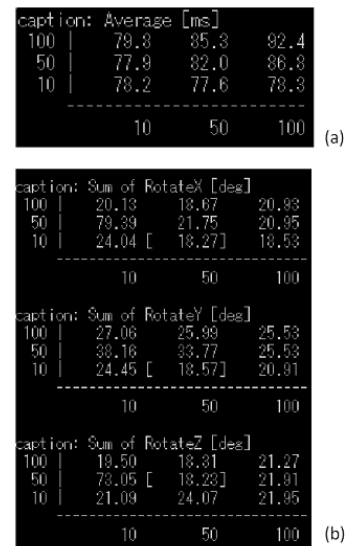 caption: Average [ms]
100 | 79.3 85.3 92.4
50 | 77.9 82.0 86.3
10 | 78.2 77.6 78.3
10 50 100
(a)
caption: Sum of RotateX [deg]
100 | 20.13 18.67 20.93
50 | 79.39 21.75 20.95
10 | 24.04 [ 18.27] 18.53
10 50 100
caption: Sum of RotateY [deg]
100 | 27.06 25.99 25.53
50 | 38.16 33.77 25.53
10 | 24.45 [ 18.57] 20.91
10 50 100
caption: Sum of RotateZ [deg]
100 | 19.50 18.31 21.27
50 | 73.05 [ 18.23] 21.91
10 | 21.09 24.07 21.95
10 50 100
(b)